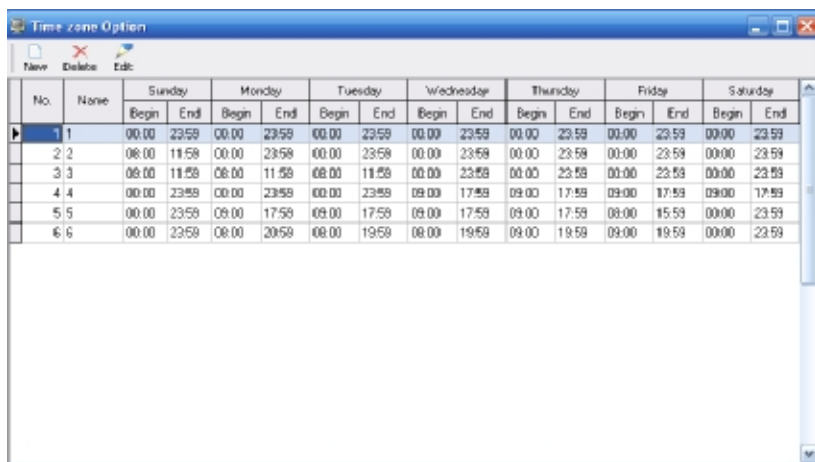 Time zone Option
New Delete Edit
No. Name Sunday Monday Tuesday Wednesday Thursday Friday Saturday
Begin End Begin End Begin End Begin End Begin End Begin End Begin End
1 1 00:00 23:59 00:00 23:59 00:00 23:59 00:00 23:59 00:00 23:59 00:00 23:59 00:00 23:59
2 2 08:00 11:59 00:00 23:59 00:00 23:59 00:00 23:59 00:00 23:59 00:00 23:59 00:00 23:59
3 3 08:00 11:59 08:00 11:59 08:00 11:59 00:00 23:59 00:00 23:59 00:00 23:59 00:00 23:59
4 4 00:00 23:59 00:00 23:59 00:00 23:59 09:00 17:59 09:00 17:59 09:00 17:59 09:00 17:59
5 5 00:00 23:59 09:00 17:59 09:00 17:59 09:00 17:59 09:00 17:59 15:59 00:00 23:59
6 6 00:00 23:59 08:00 20:59 08:00 19:59 08:00 19:59 09:00 19:59 09:00 19:59 00:00 23:59